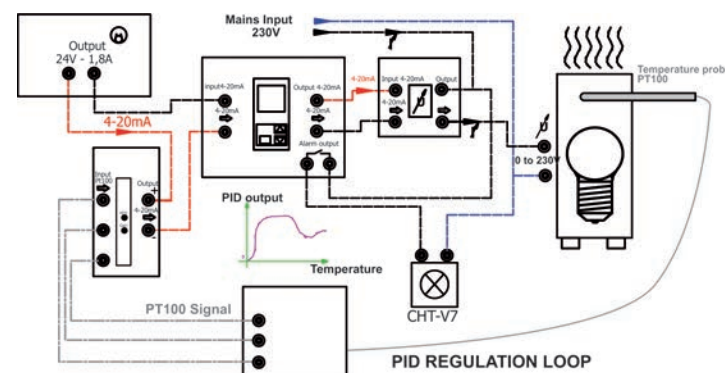 Mains Input
230V
Output
24V - 1,8A
4-20mA
input4-20mA
4-20mA
Output 4-20mA
4-20mA
Alarm output
4-20mA
Input 4-20mA
4-20mA
Output
Temperature prob
PT100
0 to 230V
Input
Pt100
Output
+
4-20mA
-
PID output
Temperature
PT100 Signal
CHT-V7
PID REGULATION LOOP